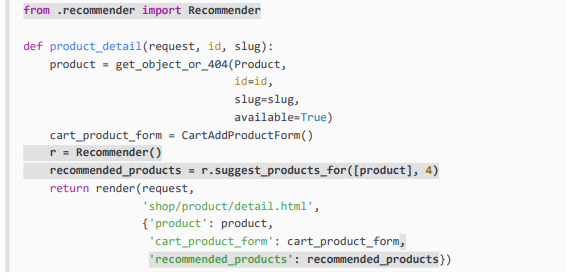 from .recommender import Recommender
def product_detail(request, id, slug):
    product = get_object_or_404(Product,
                                id=id,
                                slug=slug,
                                available=True)
    cart_product_form = CartAddProductForm()
    r = Recommender()
    recommended_products = r.suggest_products_for([product], 4)
    return render(request,
                  'shop/product/detail.html',
                  {'product': product,
                   'cart_product_form': cart_product_form,
                   'recommended_products': recommended_products})